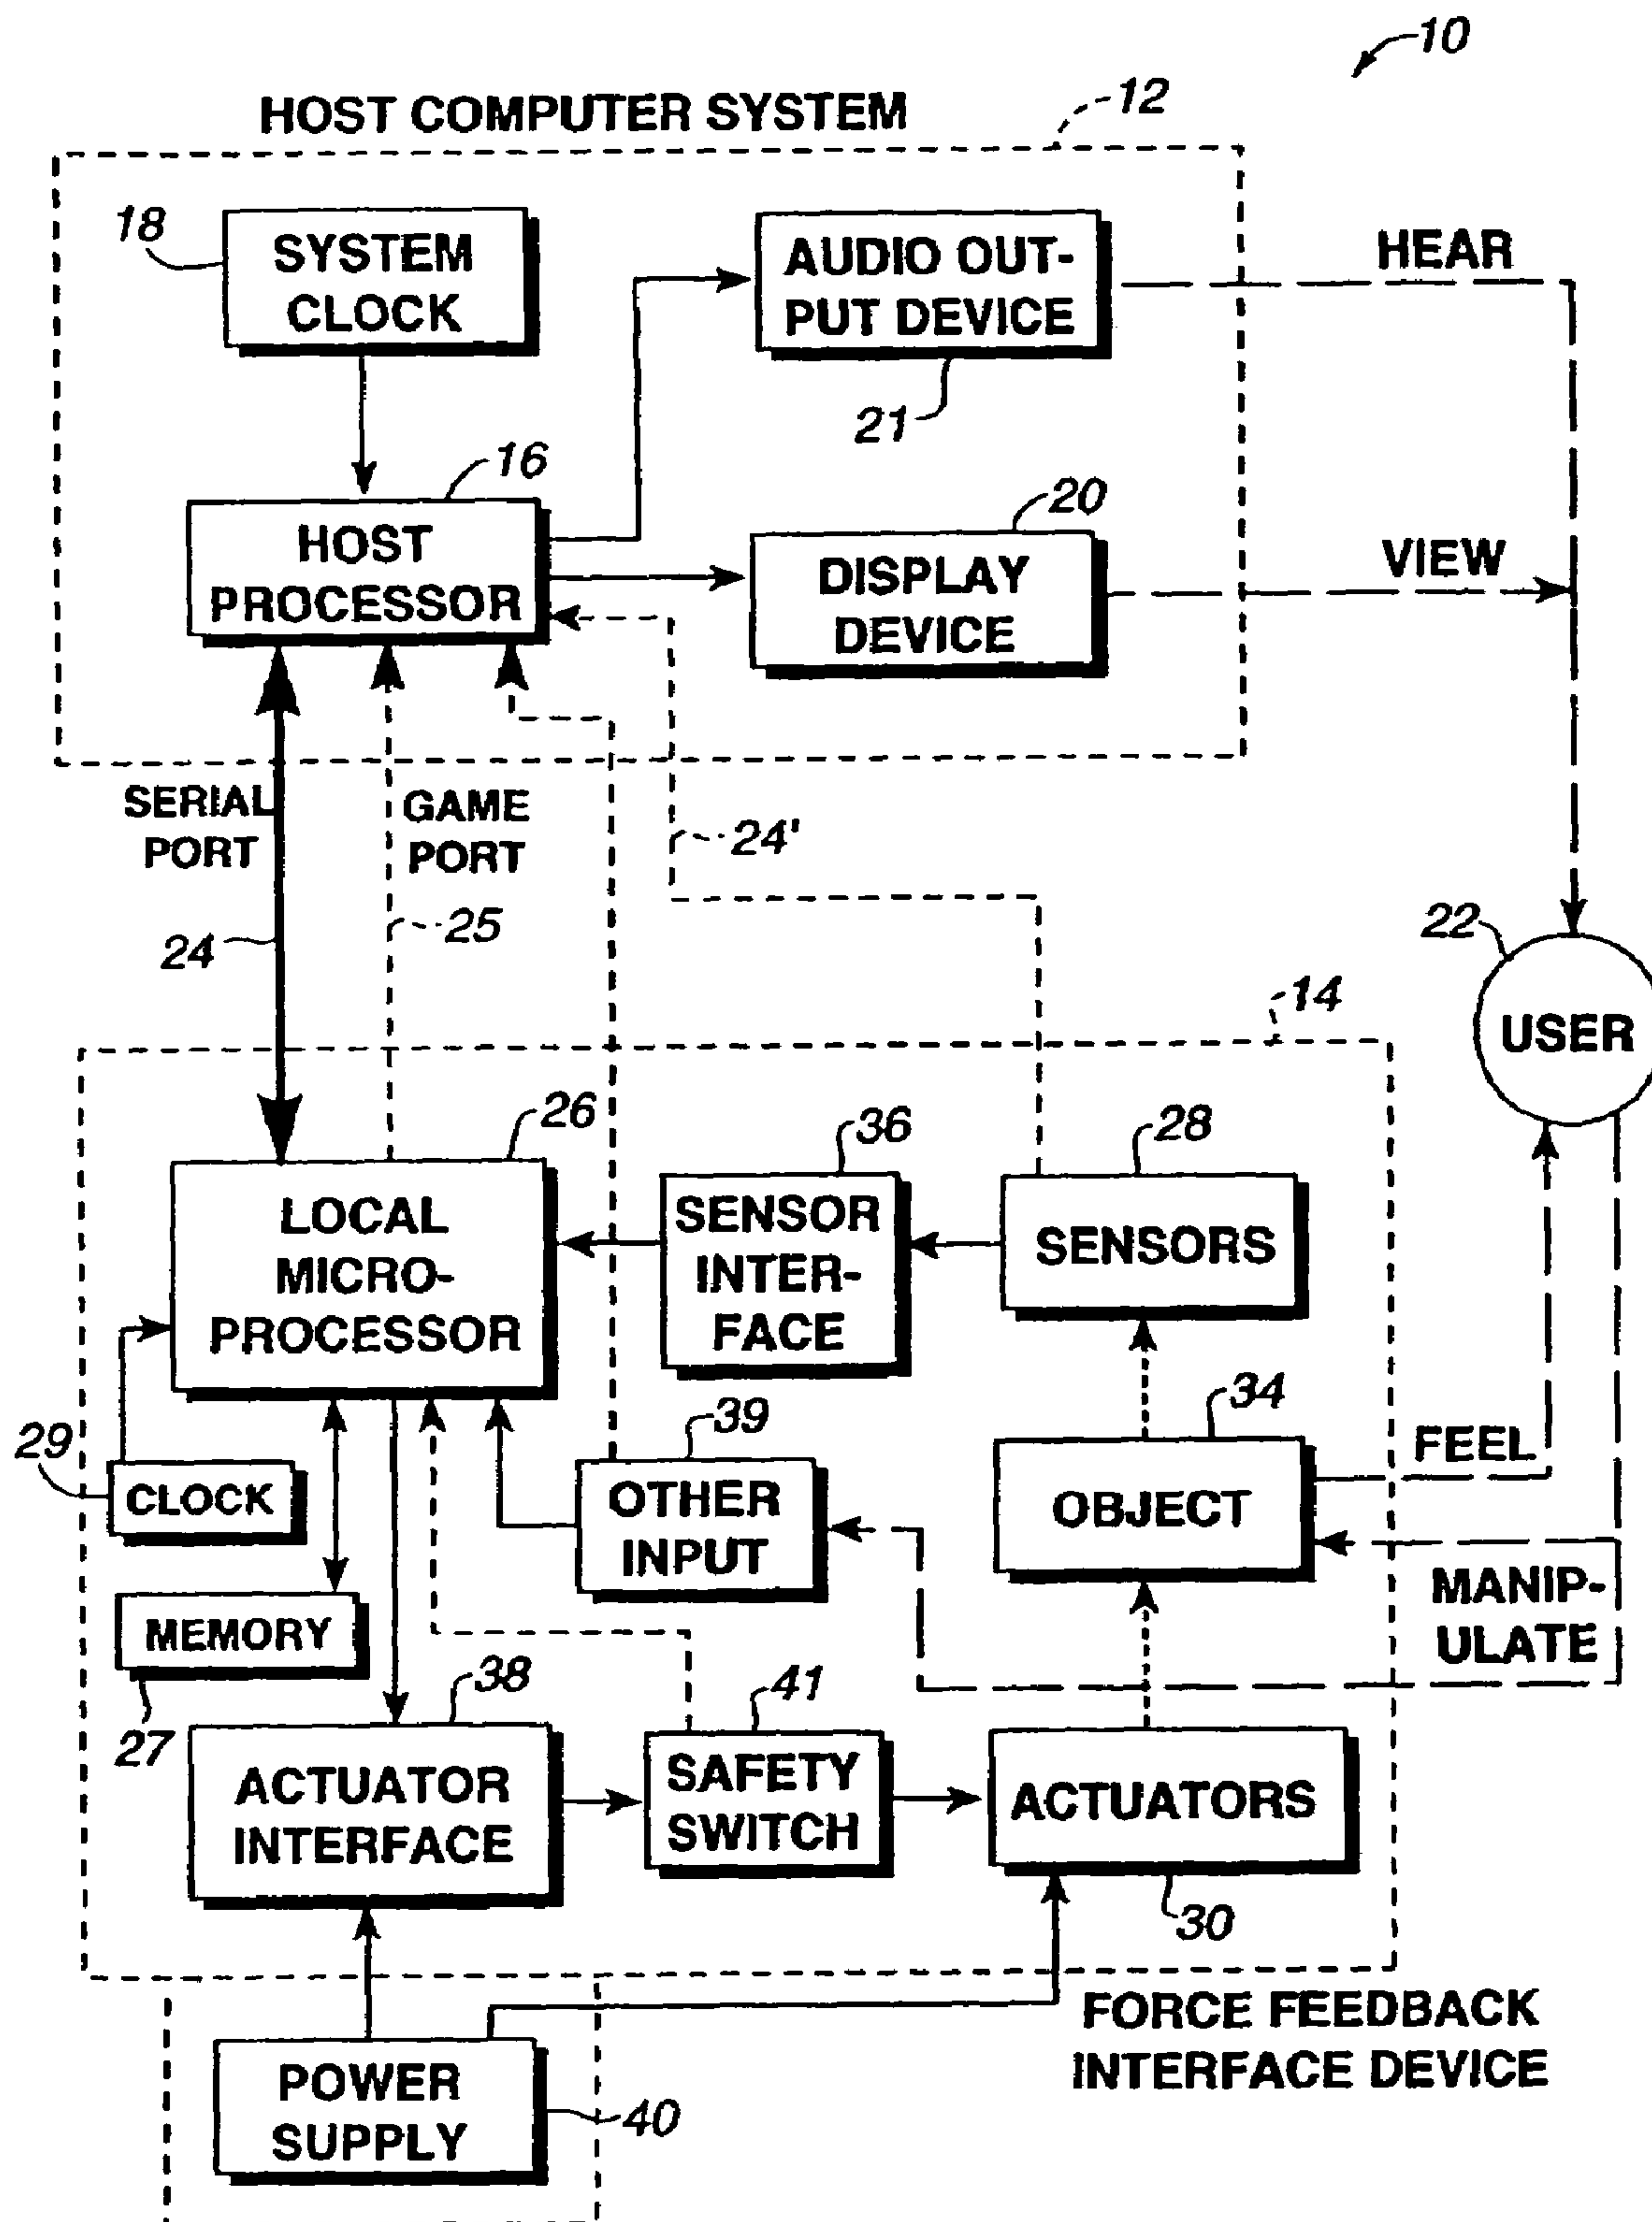 10
HOST COMPUTER SYSTEM
12
18
SYSTEM
CLOCK
AUDIO OUT-
PUT DEVICE
21
HEAR
16
HOST
PROCESSOR
20
DISPLAY
DEVICE
VIEW
SERIAL
PORT
GAME
PORT
24'
24
25
22
USER
14
26
LOCAL
MICRO-
PROCESSOR
36
SENSOR
INTER-
FACE
28
SENSORS
29
CLOCK
39
OTHER
INPUT
34
OBJECT
FEEL
MANIP-
ULATE
MEMORY
27
38
ACTUATOR
INTERFACE
41
SAFETY
SWITCH
ACTUATORS
30
FORCE FEEDBACK
INTERFACE DEVICE
POWER
SUPPLY
40